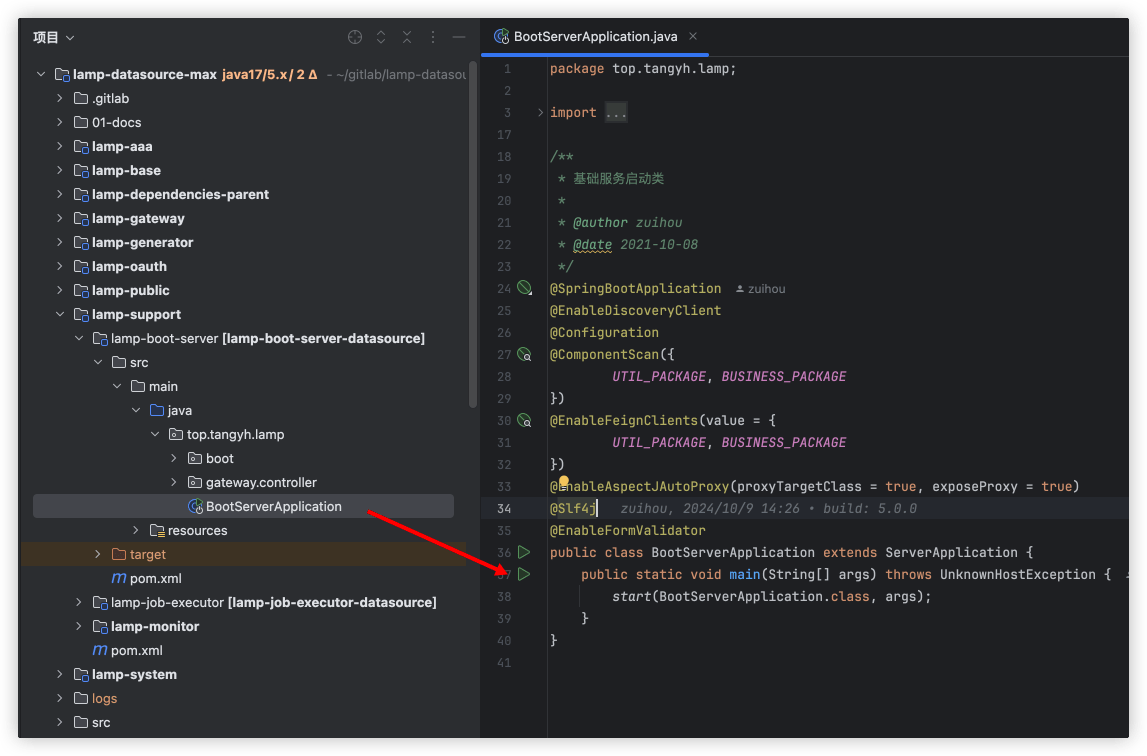 项目
lamp-datasource-max java17/5.x/ 2 Δ - ~/gitlab/lamp-datasou
.gitlab
01-docs
lamp-aaa
lamp-base
lamp-dependencies-parent
lamp-gateway
lamp-generator
lamp-oauth
lamp-public
lamp-support
lamp-boot-server [lamp-boot-server-datasource]
src
main
java
top.tangyh.lamp
boot
gateway.controller
BootServerApplication
resources
target
pom.xml
lamp-job-executor [lamp-job-executor-datasource]
lamp-monitor
pom.xml
lamp-system
logs
src
BootServerApplication.java
1 package top.tangyh.lamp;
2
3 import ...
17
18 /**
19 * 基础服务启动类
20 *
21 * @author zuihou
22 * @date 2021-10-08
23 */
24 @SpringBootApplication zuihou
25 @EnableDiscoveryClient
26 @Configuration
27 @ComponentScan({
28 UTIL_PACKAGE, BUSINESS_PACKAGE
29 })
30 @EnableFeignClients(value = {
31 UTIL_PACKAGE, BUSINESS_PACKAGE
32 })
33 @EnableAspectJAutoProxy(proxyTargetClass = true, exposeProxy = true)
34 @Slf4j zuihou, 2024/10/9 14:26 • build: 5.0.0
35 @EnableFormValidator
36 public class BootServerApplication extends ServerApplication {
37 public static void main(String[] args) throws UnknownHostException {
38 start(BootServerApplication.class, args);
39 }
40 }
41